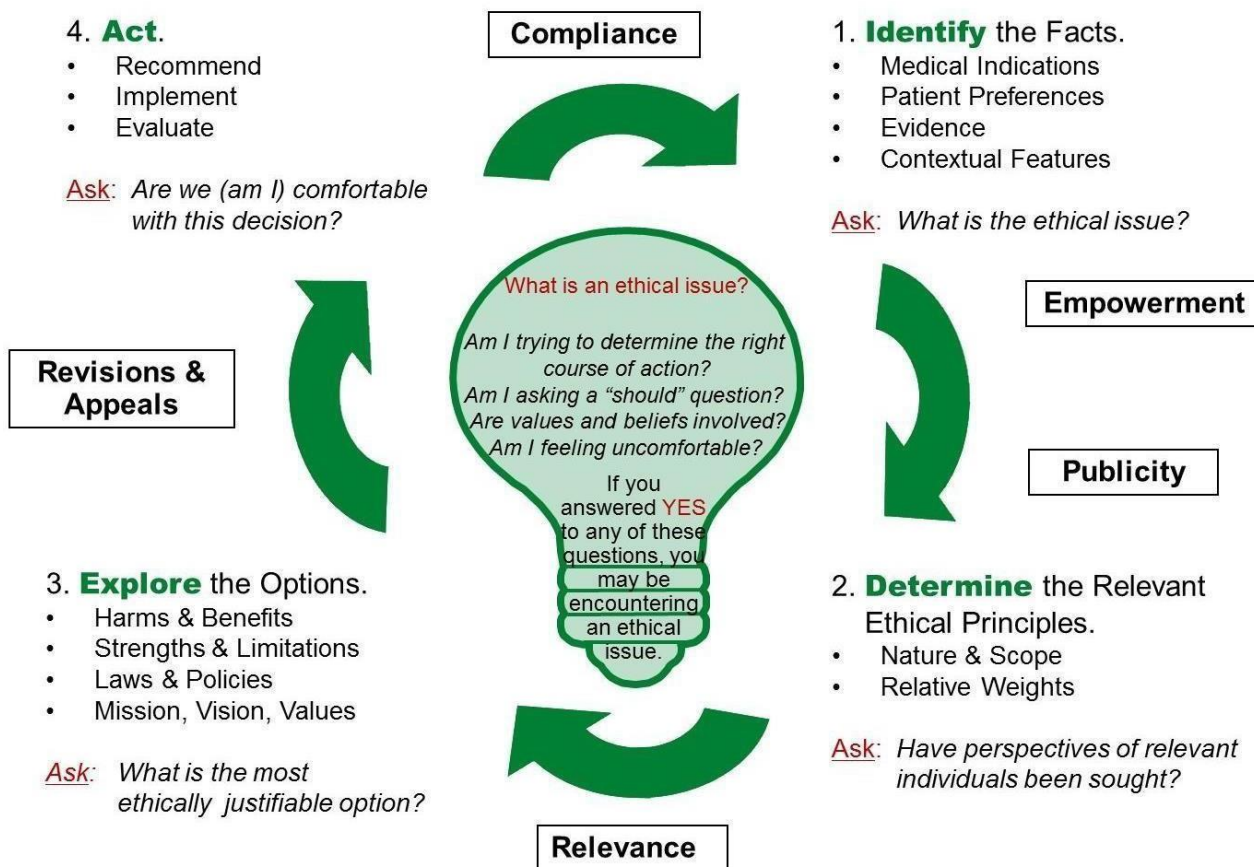 4. Act.
• Recommend
• Implement
• Evaluate
Ask: Are we (am I) comfortable
with this decision?
Compliance
1. Identify the Facts.
• Medical Indications
• Patient Preferences
• Evidence
• Contextual Features
Ask: What is the ethical issue?
What is an ethical issue?
Am I trying to determine the right
course of action?
Am I asking a “should” question?
Are values and beliefs involved?
Am I feeling uncomfortable?
If you
answered YES
to any of these
questions, you
may be
encountering
an ethical
issue.
Empowerment
Publicity
Revisions &
Appeals
3. Explore the Options.
• Harms & Benefits
• Strengths & Limitations
• Laws & Policies
• Mission, Vision, Values
Ask: What is the most
ethically justifiable option?
2. Determine the Relevant
Ethical Principles.
• Nature & Scope
• Relative Weights
Ask: Have perspectives of relevant
individuals been sought?
Relevance